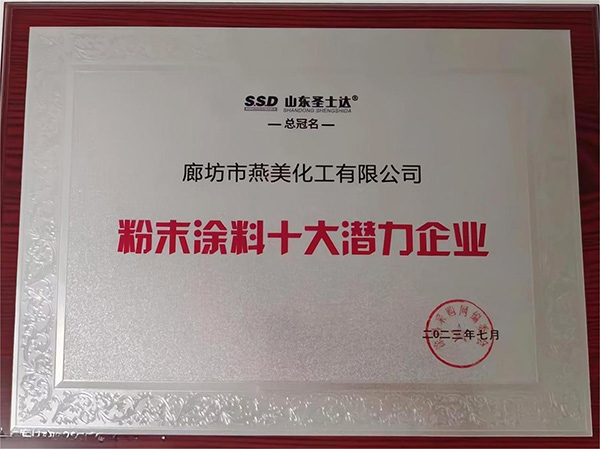 SSD 山东圣士达®
SHANDONG SHENGSHIDA
—总冠名—
廊坊市燕美化工有限公司
粉末涂料十大潜力企业
二〇二三年七月